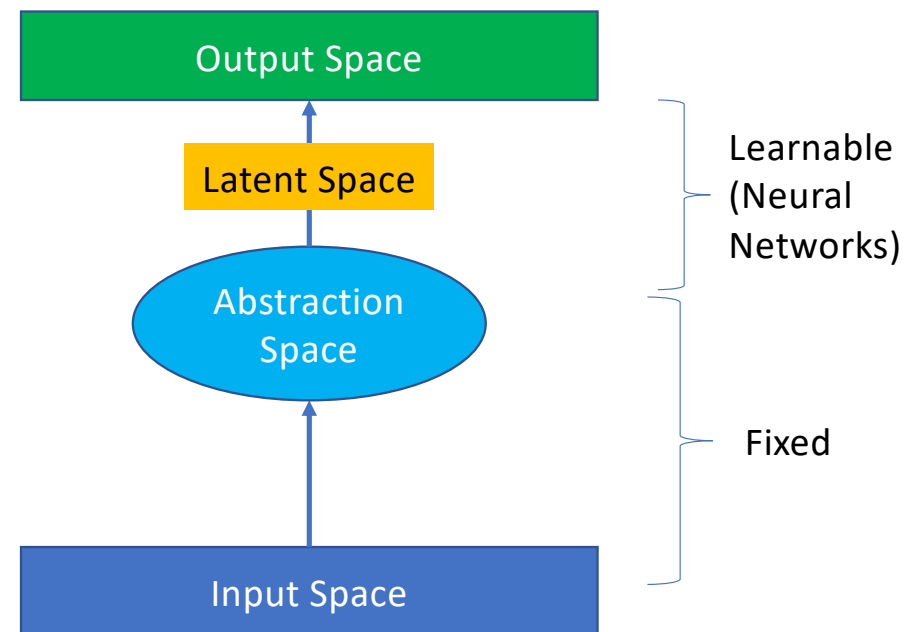 Output Space
Latent Space
Learnable
(Neural
Networks)
Abstraction
Space
Fixed
Input Space